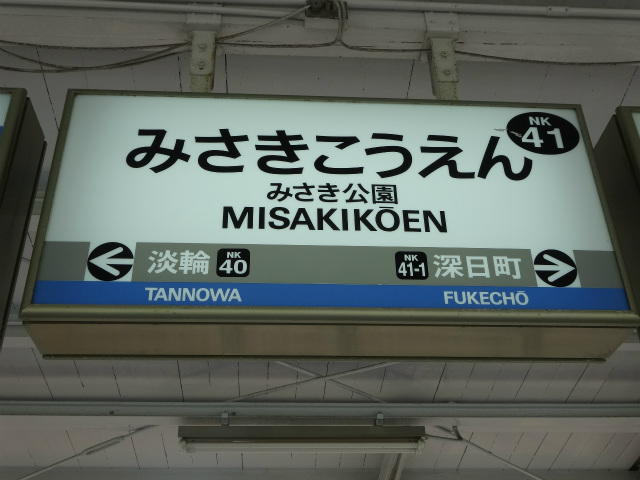 NK
41
みさきこうえん
みさき公園
MISAKIKŌEN
淡輪 NK 40
NK 41-1 深日町
TANNOWA
FUKECHŌ